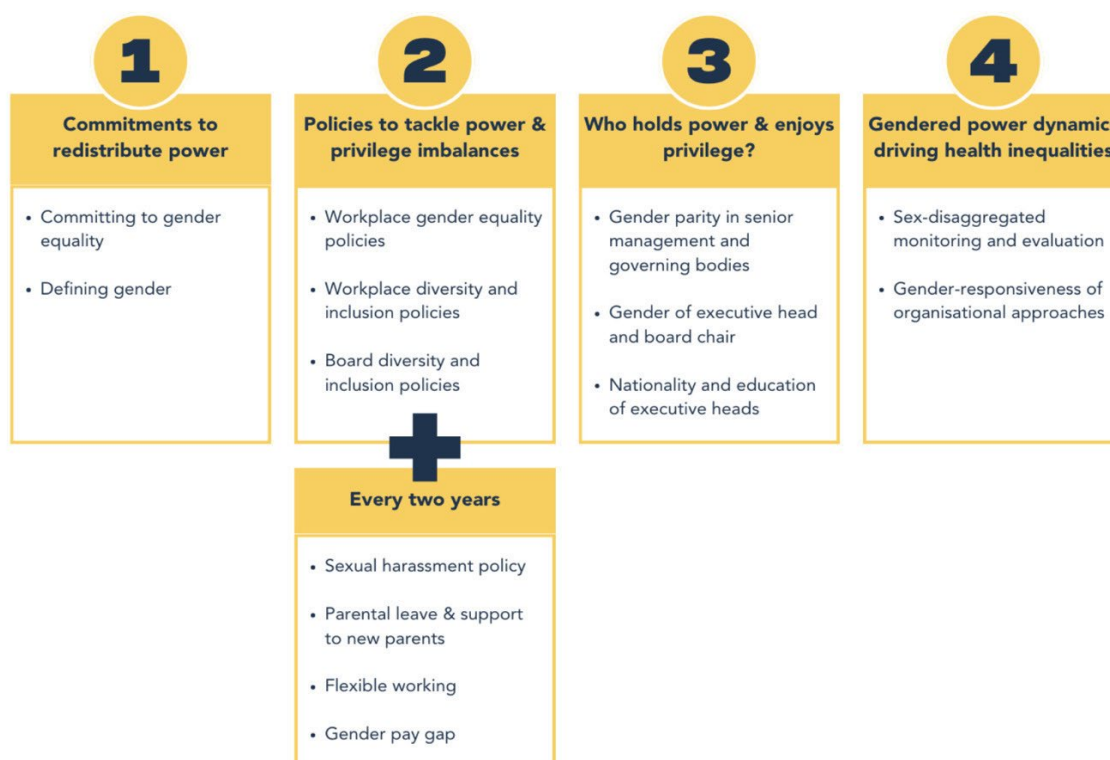 1
Commitments to
redistribute power
• Committing to gender
equality
• Defining gender
2
Policies to tackle power &
privilege imbalances
• Workplace gender equality
policies
• Workplace diversity and
inclusion policies
• Board diversity and
inclusion policies
Every two years
• Sexual harassment policy
• Parental leave & support
to new parents
• Flexible working
• Gender pay gap
3
Who holds power & enjoys
privilege?
• Gender parity in senior
management and
governing bodies
• Gender of executive head
and board chair
• Nationality and education
of executive heads
4
Gendered power dynamic
driving health inequalities
• Sex-disaggregated
monitoring and evaluation
• Gender-responsiveness of
organisational approaches